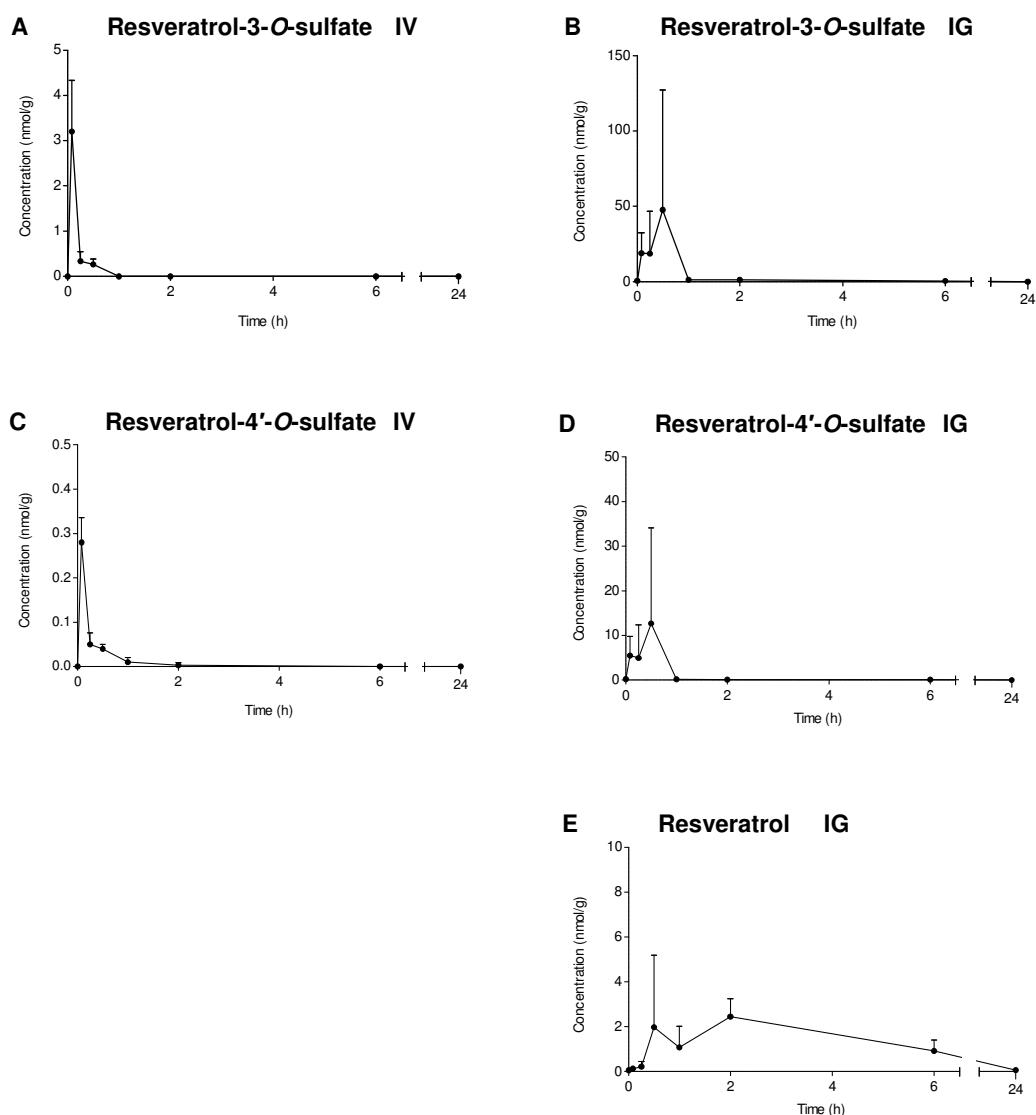 A Resveratrol-3-O-sulfate IV
5
4
3
2
1
0
Concentration (nmol/g)
0 2 4 6 24
Time (h)
B Resveratrol-3-O-sulfate IG
150
100
50
0
Concentration (nmol/g)
0 2 4 6 24
Time (h)
C Resveratrol-4′-O-sulfate IV
0.5
0.4
0.3
0.2
0.1
0.0
Concentration (nmol/g)
0 2 4 6 24
Time (h)
D Resveratrol-4′-O-sulfate IG
50
40
30
20
10
0
Concentration (nmol/g)
0 2 4 6 24
Time (h)
E Resveratrol IG
10
8
6
4
2
0
Concentration (nmol/g)
0 2 4 6 24
Time (h)